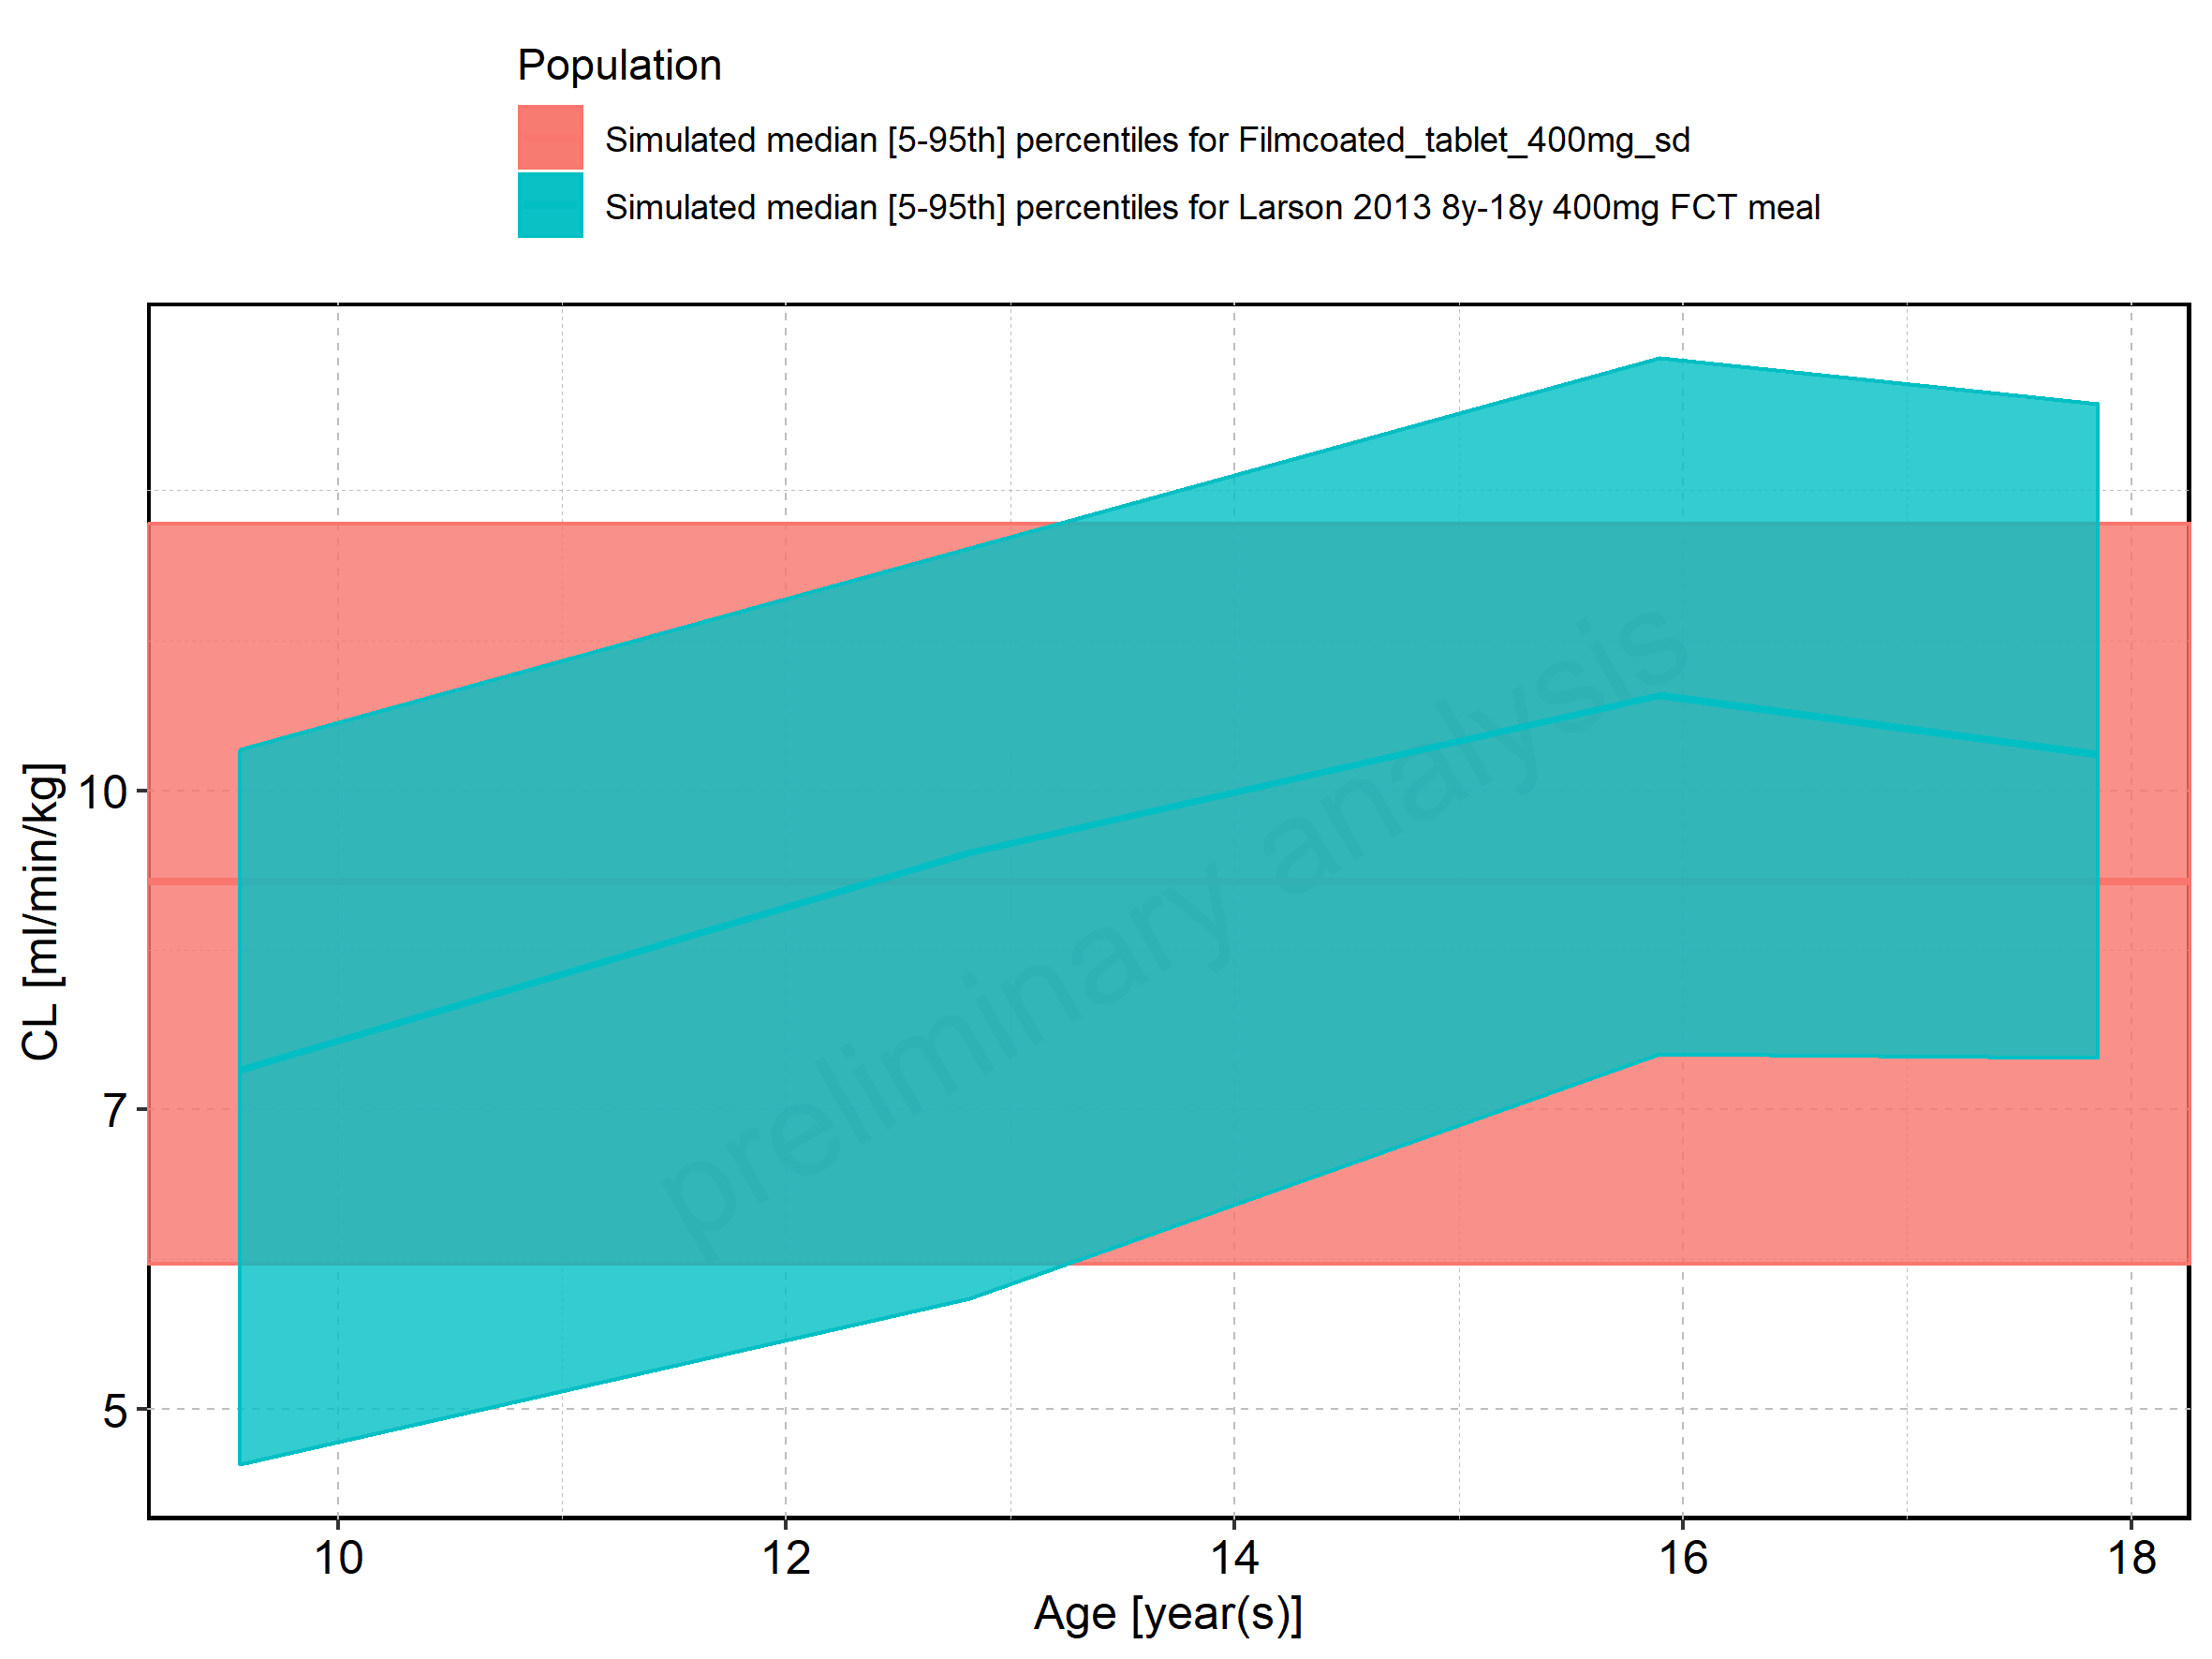 Population
Simulated median [5-95th] percentiles for Filmcoated_tablet_400mg_sd
Simulated median [5-95th] percentiles for Larson 2013 8y-18y 400mg FCT meal
CL [ml/min/kg]
10
7
5
preliminary analysis
10
12
14
16
18
Age [year(s)]